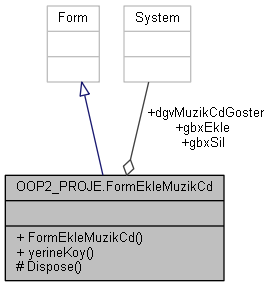 Form
System
+dgvMuzikCdGoster
+gbxEkle
+gbxSil
OOP2_PROJE.FormEkleMuzikCd
+ FormEkleMuzikCd()
+ yerineKoy()
# Dispose()